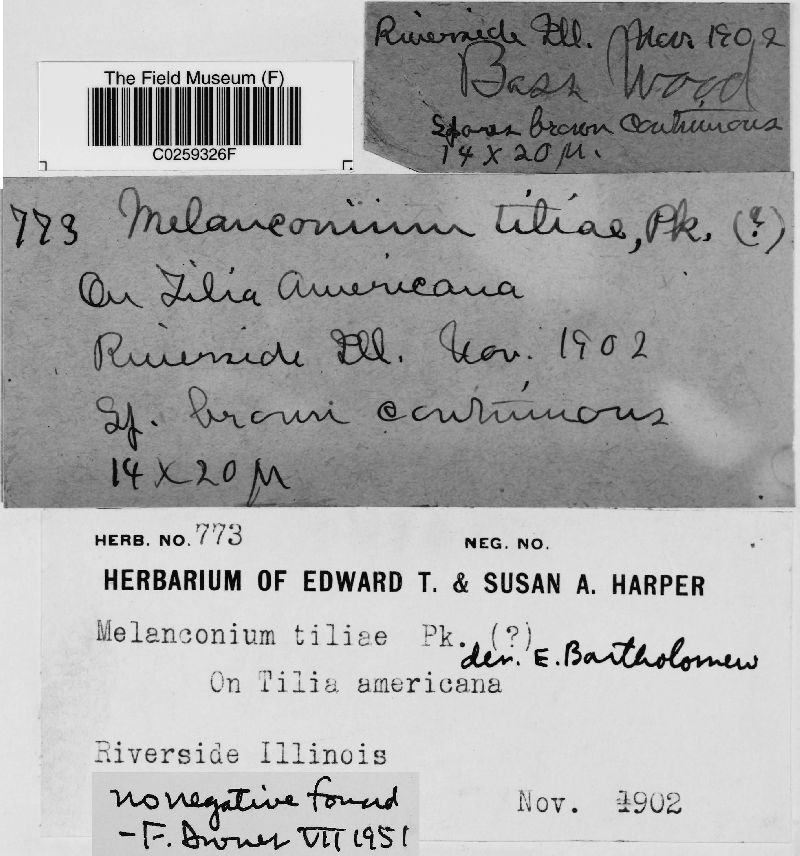 The Field Museum (F)
C0259326F
Riverside Ill. Nov. 1902
Bass Wood
Spores brown continuous
14 x 20 µ.
773 Melanconium tiliae, Pk. (?)
On Tilia Americana
Riverside Ill. Nov. 1902
Sp. brown continuous
14 x 20 µ
HERB. NO. 773 NEG. NO.
HERBARIUM OF EDWARD T. & SUSAN A. HARPER
Melanconium tiliae Pk. (?)
E. Bartholomew
On Tilia americana
Riverside Illinois
Nov. 1902
no negative found
- F. VII 1951